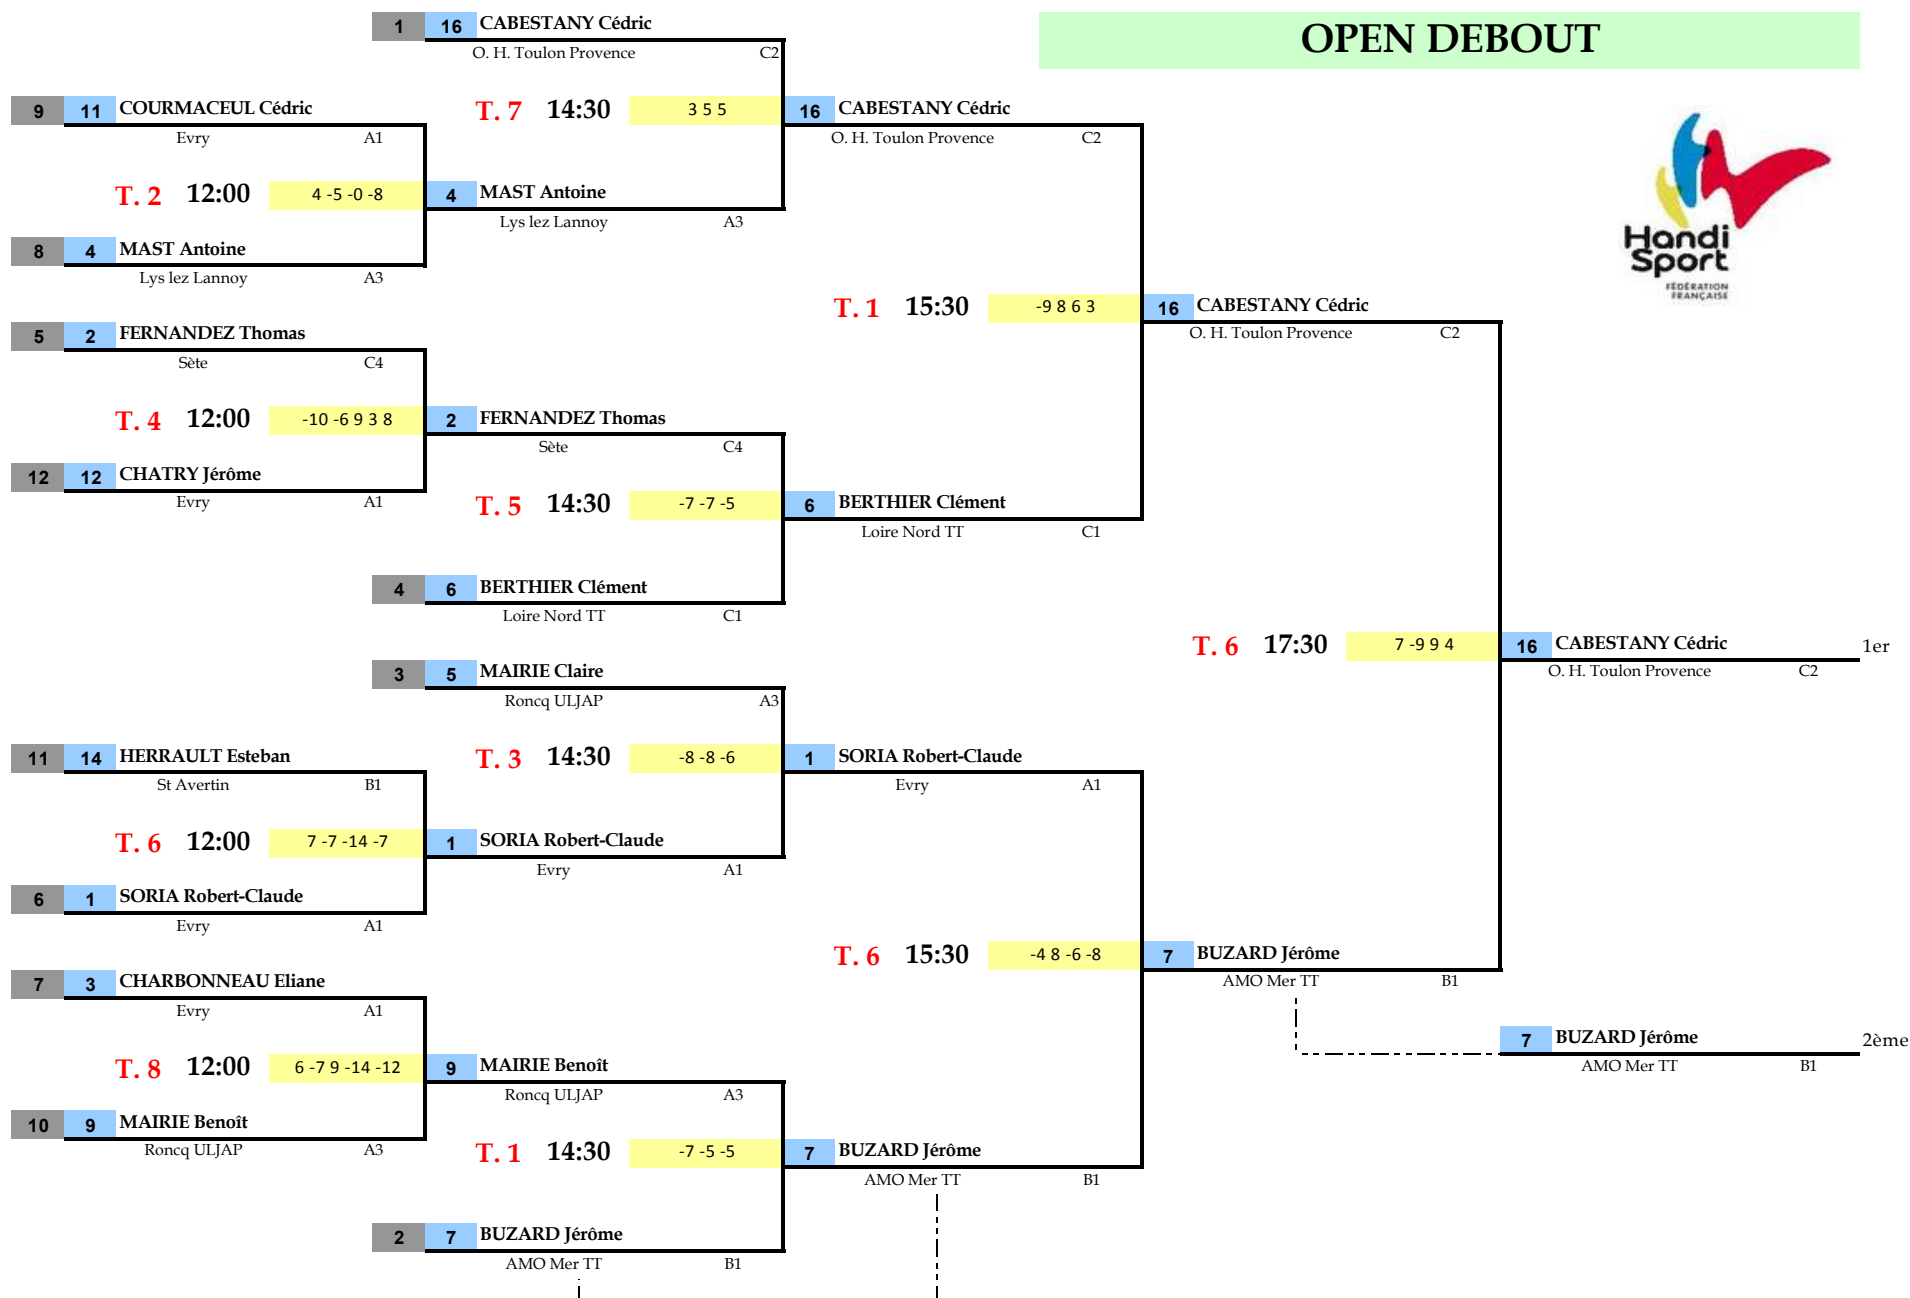 OPEN DEBOUT
1 16 CABESTANY Cédric
O. H. Toulon Provence C2
9 11 COURMACEUL Cédric
Evry A1
T. 7 14:30 3 5 5
16 CABESTANY Cédric
O. H. Toulon Provence C2
T. 2 12:00 4 -5 -0 -8
4 MAST Antoine
Lys lez Lannoy A3
8 4 MAST Antoine
Lys lez Lannoy A3
Handi
Sport
FÉDÉRATION
FRANÇAISE
T. 1 15:30 -9 8 6 3
16 CABESTANY Cédric
O. H. Toulon Provence C2
5 2 FERNANDEZ Thomas
Sète C4
T. 4 12:00 -10 -6 9 3 8
2 FERNANDEZ Thomas
Sète C4
12 12 CHATRY Jérôme
Evry A1
T. 5 14:30 -7 -7 -5
6 BERTHIER Clément
Loire Nord TT C1
4 6 BERTHIER Clément
Loire Nord TT C1
T. 6 17:30 7 -9 9 4
16 CABESTANY Cédric 1er
O. H. Toulon Provence C2
3 5 MAIRIE Claire
Roncq ULJAP A3
11 14 HERRAULT Esteban
St Avertin B1
T. 3 14:30 -8 -8 -6
1 SORIA Robert-Claude
Evry A1
T. 6 12:00 7 -7 -14 -7
1 SORIA Robert-Claude
Evry A1
6 1 SORIA Robert-Claude
Evry A1
T. 6 15:30 -4 8 -6 -8
7 BUZARD Jérôme
AMO Mer TT B1
7 3 CHARBONNEAU Eliane
Evry A1
7 BUZARD Jérôme 2ème
AMO Mer TT B1
T. 8 12:00 6 -7 9 -14 -12
9 MAIRIE Benoît
Roncq ULJAP A3
10 9 MAIRIE Benoît
Roncq ULJAP A3
T. 1 14:30 -7 -5 -5
7 BUZARD Jérôme
AMO Mer TT B1
2 7 BUZARD Jérôme
AMO Mer TT B1